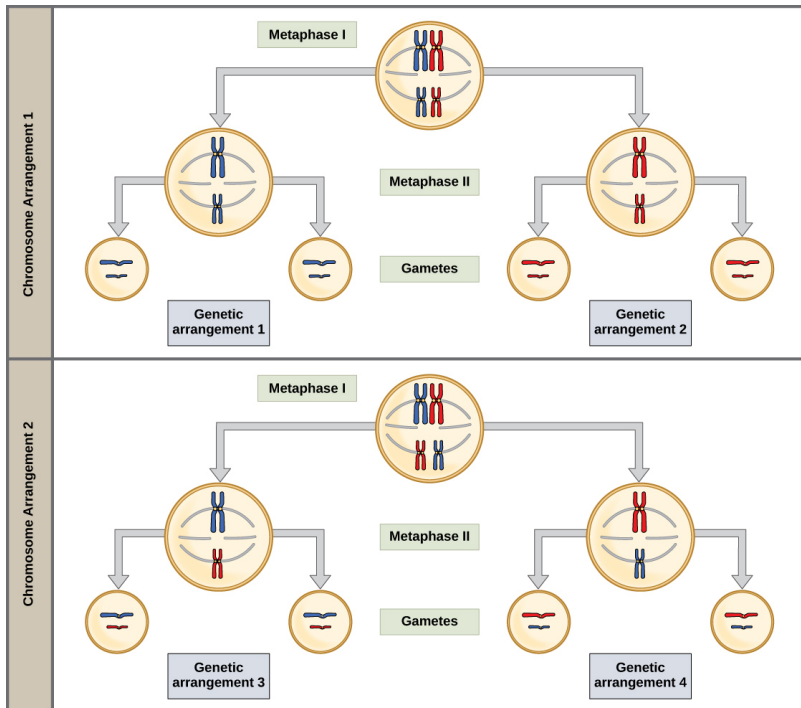 Chromosome Arrangement 1
Metaphase I
Metaphase II
Gametes
Genetic
arrangement 1
Genetic
arrangement 2
Chromosome Arrangement 2
Metaphase I
Metaphase II
Gametes
Genetic
arrangement 3
Genetic
arrangement 4